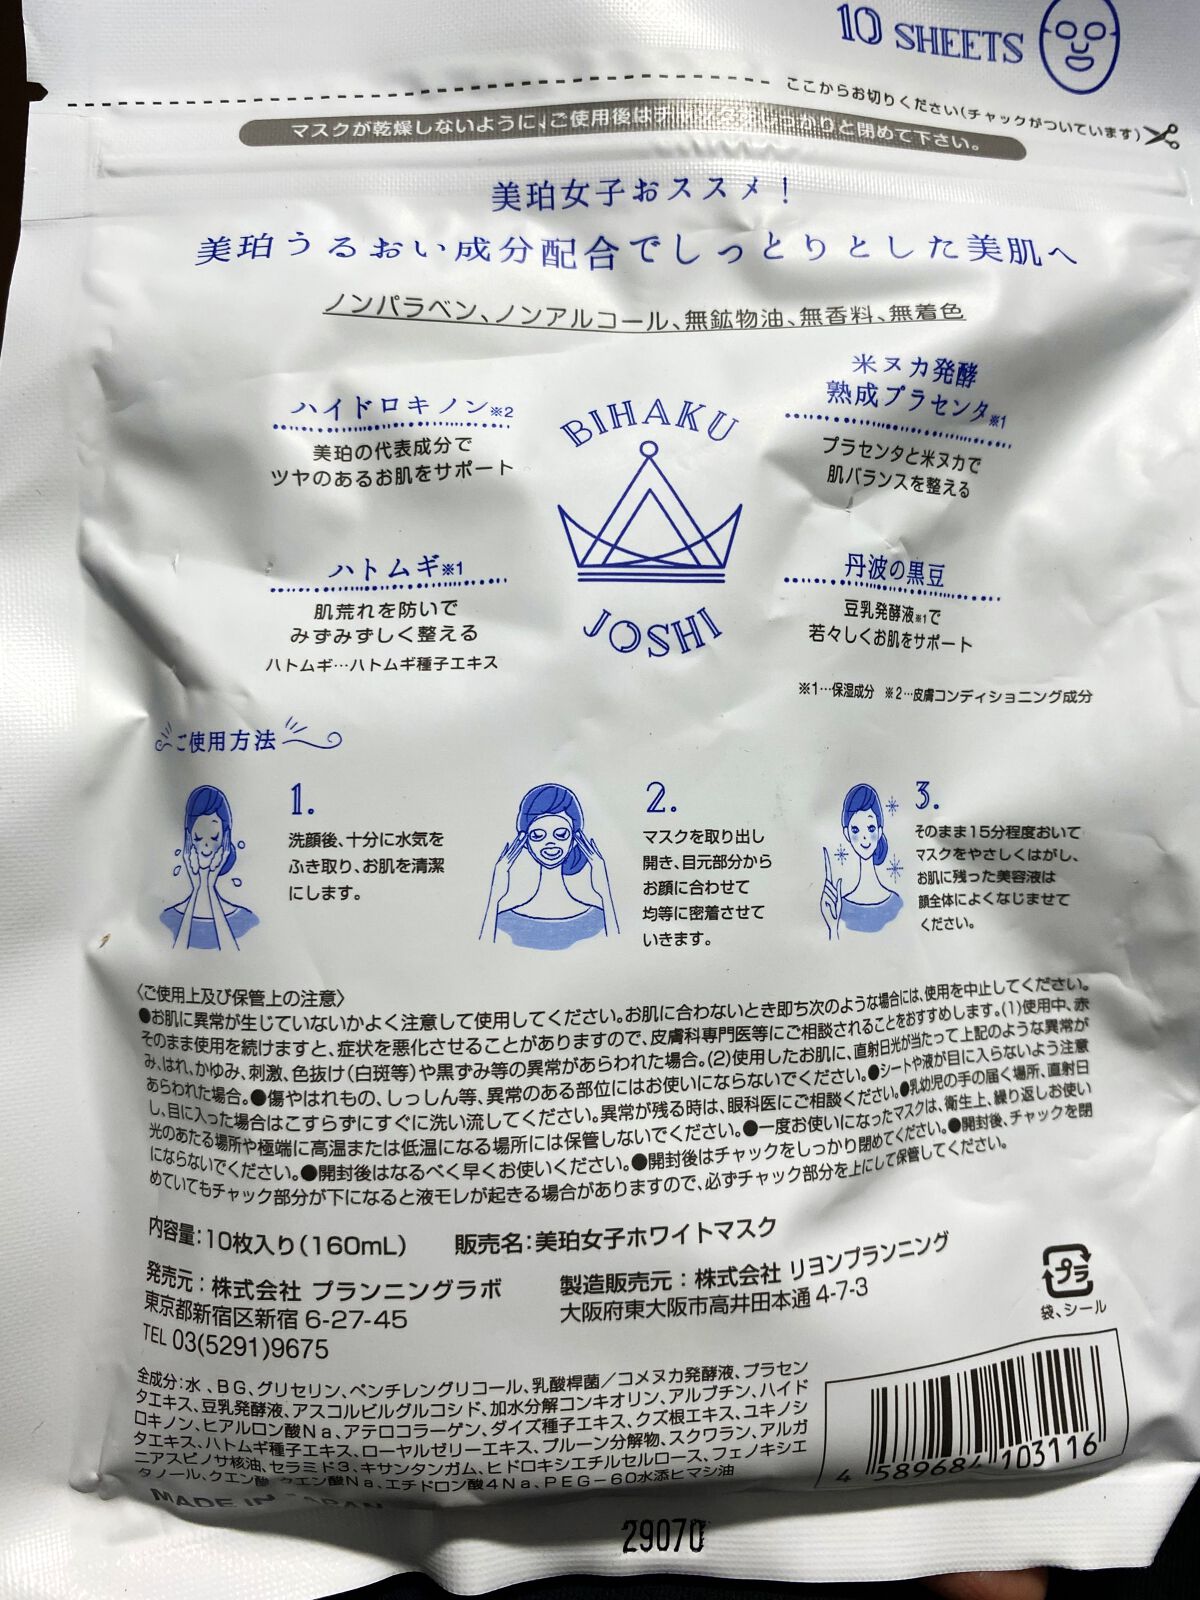 10 SHEETS
ここからお切りください(チャックがついています)
マスクが乾燥しないように、ご使用後はチャックをしっかりと閉めて下さい。
美珀女子おススメ!
美珀うるおい成分配合でしっとりとした美肌へ
ノンパラベン、ノンアルコール、無鉱物油、無香料、無着色
ハイドロキノン※2
美珀の代表成分で
ツヤのあるお肌をサポート
米ヌカ発酵
熟成プラセンタ※1
プラセンタと米ヌカで
肌バランスを整える
BIHAKU
JOSHI
ハトムギ※1
肌荒れを防いで
みずみずしく整える
ハトムギ…ハトムギ種子エキス
丹波の黒豆
豆乳発酵液※1で
若々しくお肌をサポート
※1…保湿成分 ※2…皮膚コンディショニング成分
ご使用方法
1.
洗顔後、十分に水気を
ふき取り、お肌を清潔
にします。
2.
マスクを取り出し
開き、目元部分から
お顔に合わせて
均等に密着させて
いきます。
3.
そのまま15分程度おいて
マスクをやさしくはがし、
お肌に残った美容液は
顔全体によくなじませて
ください。
〈ご使用上及び保管上の注意〉
●お肌に異常が生じていないかよく注意して使用してください。お肌に合わないとき即ち次のような場合には、使用を中止してください。
そのまま使用を続けますと、症状を悪化させることがありますので、皮膚科専門医等にご相談されることをおすすめします。(1)使用中、赤
み、はれ、かゆみ、刺激、色抜け(白斑等)や黒ずみ等の異常があらわれた場合。(2)使用したお肌に、直射日光が当たって上記のような異常が
あらわれた場合。●傷やはれもの、しっしん等、異常のある部位にはお使いにならないでください。●シートや液が目に入らないよう注意
し、目に入った場合はこすらずにすぐに洗い流してください。異常が残る時は、眼科医にご相談ください。●乳幼児の手の届く場所、直射日
光のあたる場所や極端に高温または低温になる場所には保管しないでください。●一度お使いになったマスクは、衛生上、繰り返しお使い
にならないでください。●開封後はなるべく早くお使いください。●開封後はチャックをしっかり閉めてください。●開封後、チャックを閉
めていてもチャック部分が下になると液モレが起きる場合がありますので、必ずチャック部分を上にして保管してください。
内容量:10枚入り(160mL) 販売名:美珀女子ホワイトマスク
発売元:株式会社 プランニングラボ
東京都新宿区新宿 6-27-45
TEL 03(5291)9675
製造販売元:株式会社 リヨンプランニング
大阪府東大阪市高井田本通 4-7-3
プラ
袋、シール
全成分:水、BG、グリセリン、ペンチレングリコール、乳酸桿菌/コメヌカ発酵液、プラセン
タエキス、豆乳発酵液、アスコルビルグルコシド、加水分解コンキオリン、アルブチン、ハイド
ロキノン、ヒアルロン酸Na、アテロコラーゲン、ダイズ種子エキス、クズ根エキス、ユキノシ
タエキス、ハトムギ種子エキス、ローヤルゼリーエキス、プルーン分解物、スクワラン、アルガ
ニアスピノサ核油、セラミド3、キサンタンガム、ヒドロキシエチルセルロース、フェノキシエ
タノール、クエン酸、クエン酸Na、エチドロン酸4Na、PEG-60水添ヒマシ油
MADE IN JAPAN
4 589684 103116
29070